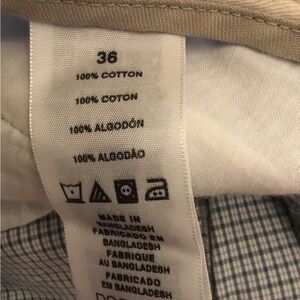 36
100% COTTON
100% COTON
100% ALGODÓN
100% ALGODÃO
MADE IN
BANGLADESH
FABRICADO EN
BANGLADESH
FABRIQUE
AU BANGLADESH
FABRICADO
EM BANGLADESH